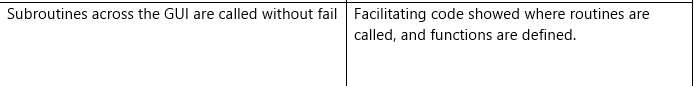 Subroutines across the GUI are called without fail
Facilitating code showed where routines are
called, and functions are defined.